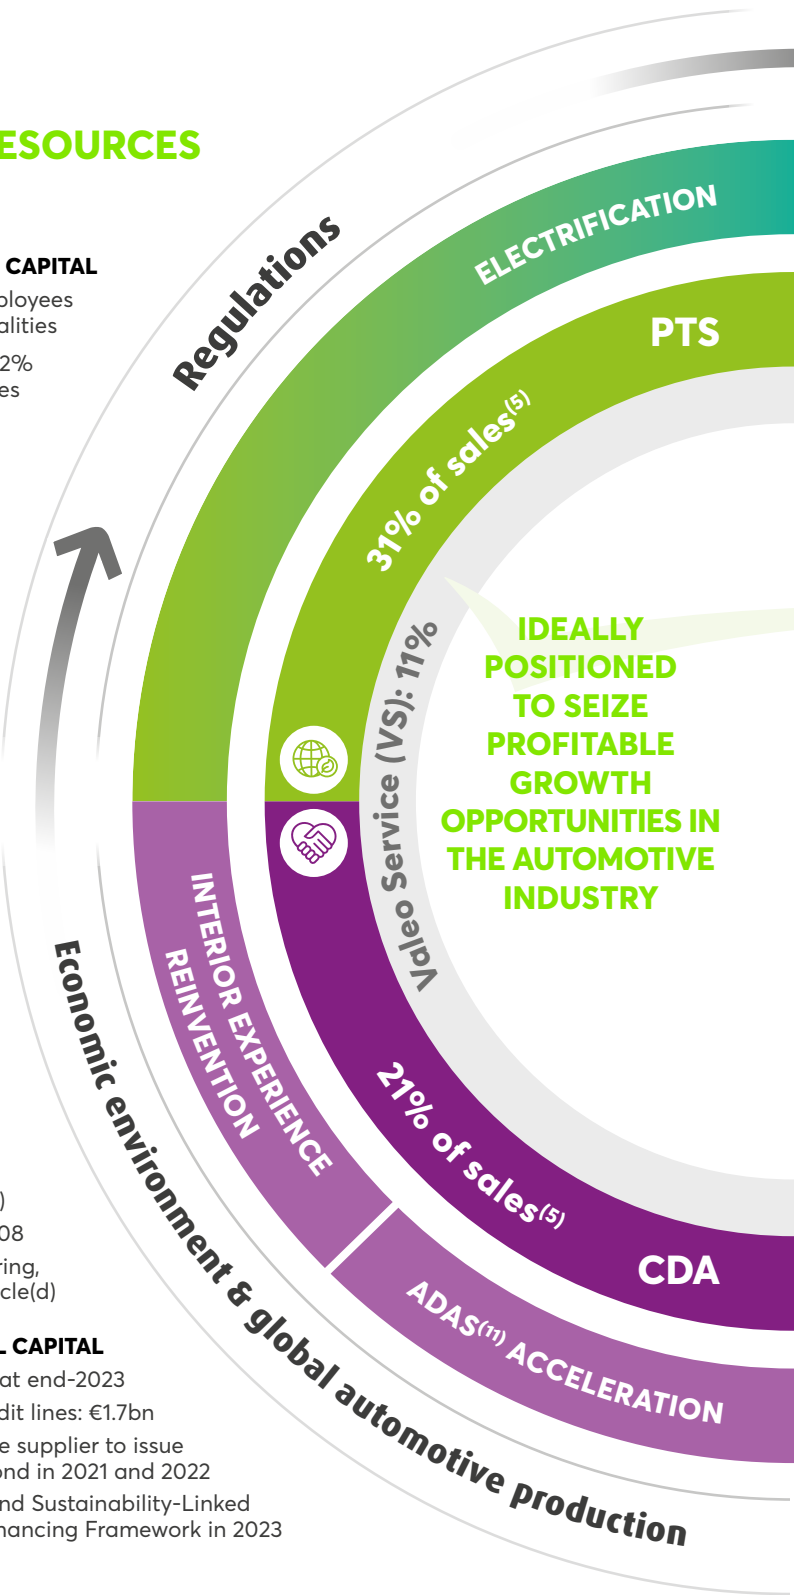 ESOURCES
CAPITAL
ployees
alities
2%
es
)
08
ring,
cle(d)
L CAPITAL
at end-2023
dit lines: €1.7bn
e supplier to issue
ond in 2021 and 2022
nd Sustainability-Linked
nancing Framework in 2023
Regulations
Economic environment & global automotive production
ELECTRIFICATION
PTS
31% of sales(5)
Valeo Service (VS): 11%
IDEALLY
POSITIONED
TO SEIZE
PROFITABLE
GROWTH
OPPORTUNITIES IN
THE AUTOMOTIVE
INDUSTRY
INTERIOR EXPERIENCE
REINVENTION
21% of sales(5)
CDA
ADAS(11) ACCELERATION